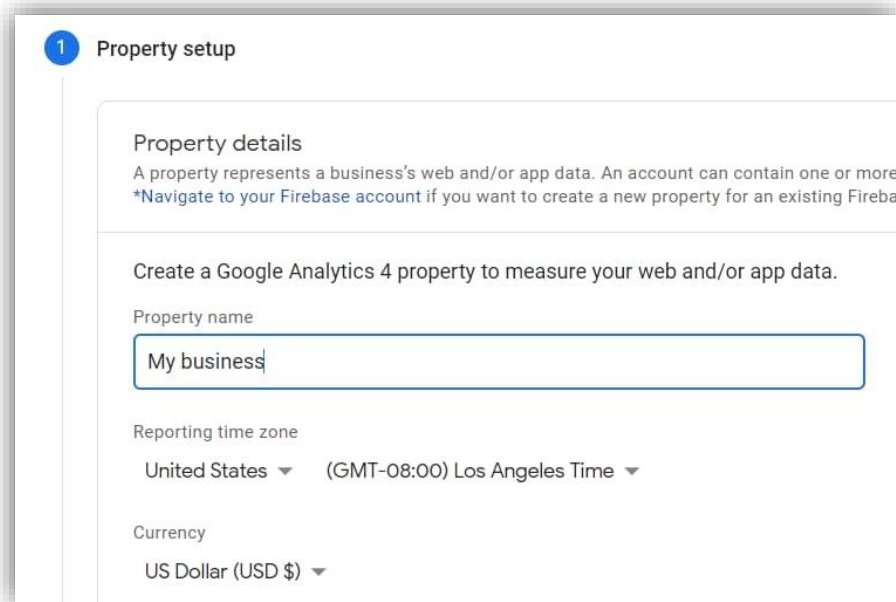 1 Property setup
Property details
A property represents a business's web and/or app data. An account can contain one or more
*Navigate to your Firebase account if you want to create a new property for an existing Fireba
Create a Google Analytics 4 property to measure your web and/or app data.
Property name
My business
Reporting time zone
United States (GMT-08:00) Los Angeles Time
Currency
US Dollar (USD $)